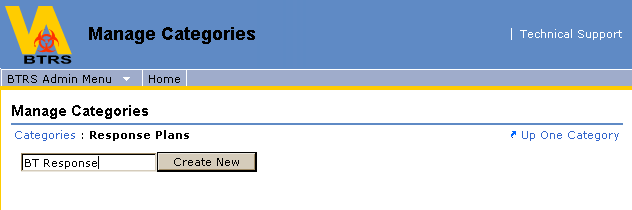 VA
BTRS
Manage Categories
| Technical Support
BTRS Admin Menu | Home
Manage Categories
Categories : Response Plans
Up One Category
BT Response
Create New